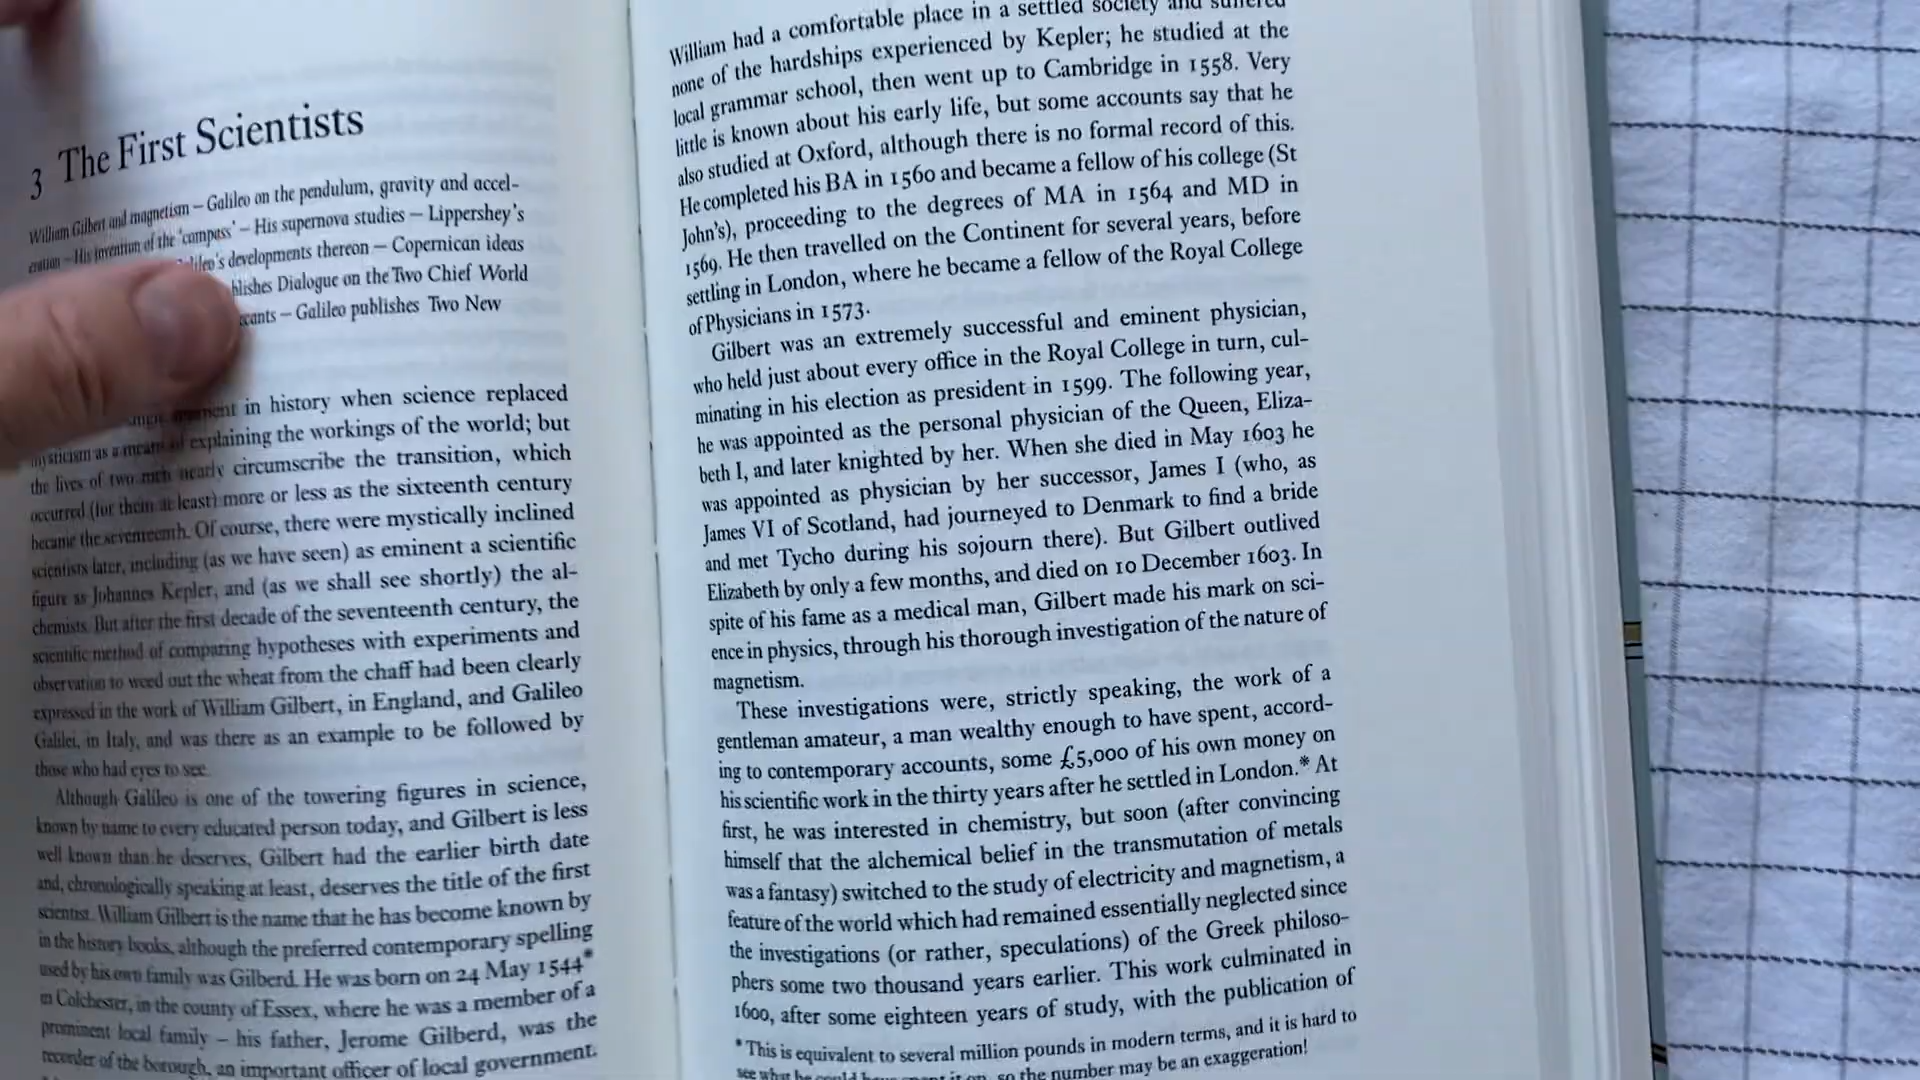 3 The First Scientists
William Gilbert and magnetism – Galileo on the pendulum, gravity and accel-
eration – His invention of the 'compass' – His supernova studies – Lippershey's
lileo's developments thereon – Copernican ideas
blishes Dialogue on the Two Chief World
ecants – Galileo publishes Two New
moment in history when science replaced
mysticism as a means of explaining the workings of the world; but
the lives of two men neatly circumscribe the transition, which
occurred (for them at least) more or less as the sixteenth century
became the seventeenth. Of course, there were mystically inclined
scientists later, including (as we have seen) as eminent a scientific
figure as Johannes Kepler, and (as we shall see shortly) the al-
chemists. But after the first decade of the seventeenth century, the
scientific method of comparing hypotheses with experiments and
observation to weed out the wheat from the chaff had been clearly
expressed in the work of William Gilbert, in England, and Galileo
Galilei, in Italy, and was there as an example to be followed by
those who had eyes to see.
Although Galileo is one of the towering figures in science,
known by name to every educated person today, and Gilbert is less
well known than he deserves, Gilbert had the earlier birth date
and, chronologically speaking at least, deserves the title of the first
scientist. William Gilbert is the name that he has become known by
in the history books, although the preferred contemporary spelling
used by his own family was Gilberd. He was born on 24 May 1544*
in Colchester, in the county of Essex, where he was a member of a
prominent local family – his father, Jerome Gilberd, was the
recorder of the borough, an important officer of local government.
William had a comfortable place in a settled society and suffered
none of the hardships experienced by Kepler; he studied at the
local grammar school, then went up to Cambridge in 1558. Very
little is known about his early life, but some accounts say that he
also studied at Oxford, although there is no formal record of this.
He completed his BA in 1560 and became a fellow of his college (St
John's), proceeding to the degrees of MA in 1564 and MD in
1569. He then travelled on the Continent for several years, before
settling in London, where he became a fellow of the Royal College
of Physicians in 1573.
Gilbert was an extremely successful and eminent physician,
who held just about every office in the Royal College in turn, cul-
minating in his election as president in 1599. The following year,
he was appointed as the personal physician of the Queen, Eliza-
beth I, and later knighted by her. When she died in May 1603 he
was appointed as physician by her successor, James I (who, as
James VI of Scotland, had journeyed to Denmark to find a bride
and met Tycho during his sojourn there). But Gilbert outlived
Elizabeth by only a few months, and died on 10 December 1603. In
spite of his fame as a medical man, Gilbert made his mark on sci-
ence in physics, through his thorough investigation of the nature of
magnetism.
These investigations were, strictly speaking, the work of a
gentleman amateur, a man wealthy enough to have spent, accord-
ing to contemporary accounts, some £5,000 of his own money on
his scientific work in the thirty years after he settled in London.* At
first, he was interested in chemistry, but soon (after convincing
himself that the alchemical belief in the transmutation of metals
was a fantasy) switched to the study of electricity and magnetism, a
feature of the world which had remained essentially neglected since
the investigations (or rather, speculations) of the Greek philoso-
phers some two thousand years earlier. This work culminated in
1600, after some eighteen years of study, with the publication of
*This is equivalent to several million pounds in modern terms, and it is hard to
see what he could have spent it on, so the number may be an exaggeration!